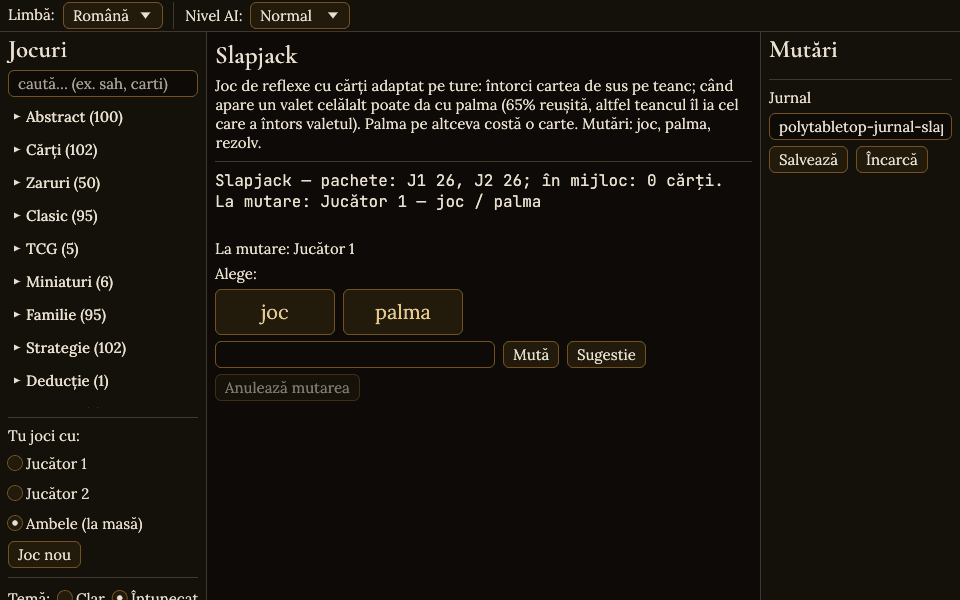 Limbă: Română ▼ Nivel AI: Normal ▼
Jocuri
caută... (ex. sah, carti)
▸ Abstract (100)
▸ Cărți (102)
▸ Zaruri (50)
▸ Clasic (95)
▸ TCG (5)
▸ Miniaturi (6)
▸ Familie (95)
▸ Strategie (102)
▸ Deducție (1)
Tu joci cu:
Jucător 1
Jucător 2
Ambele (la masă)
Joc nou
Temă: Clar Întunecat
Slapjack
Joc de reflexe cu cărți adaptat pe ture: întorci cartea de sus pe teanc; când
apare un valet celălalt poate da cu palma (65% reușită, altfel teancul îl ia cel
care a întors valetul). Palma pe altceva costă o carte. Mutări: joc, palma,
rezolv.
Slapjack — pachete: J1 26, J2 26; în mijloc: 0 cărți.
La mutare: Jucător 1 — joc / palma
La mutare: Jucător 1
Alege:
joc palma
Mută Sugestie
Anulează mutarea
Mutări
Jurnal
polytabletop-jurnal-slap
Salvează Încarcă